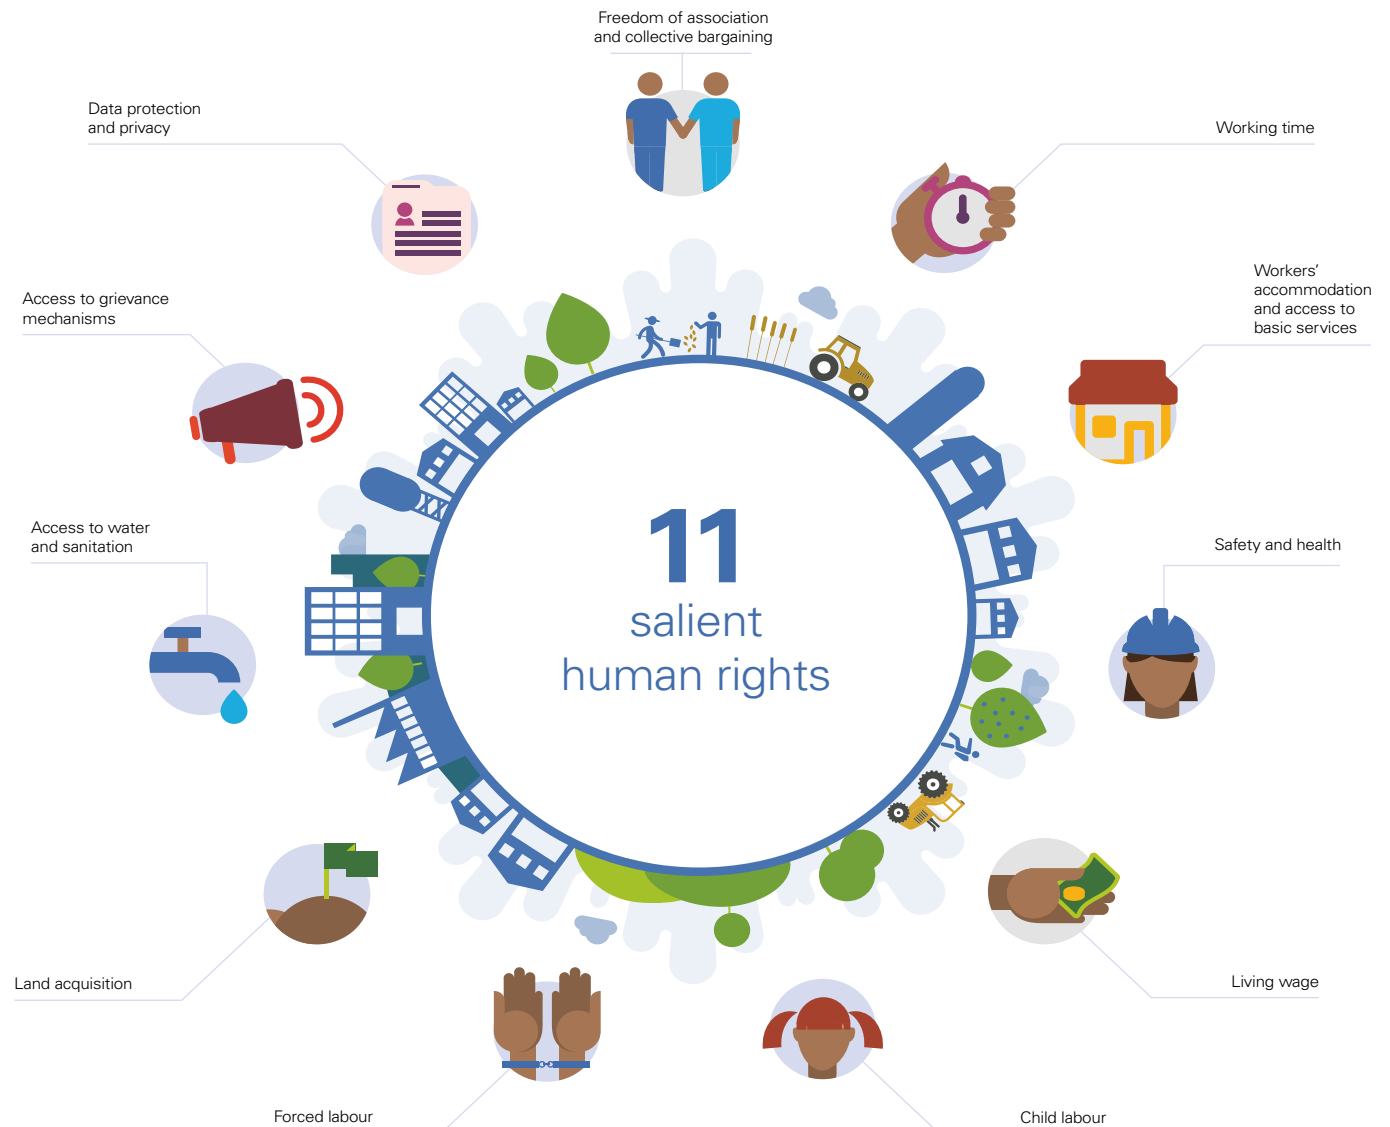 Freedom of association
and collective bargaining
Data protection
and privacy
Working time
Access to grievance
mechanisms
Workers’
accommodation
and access to
basic services
Access to water
and sanitation
Safety and health
11
salient
human rights
Land acquisition
Living wage
Forced labour
Child labour